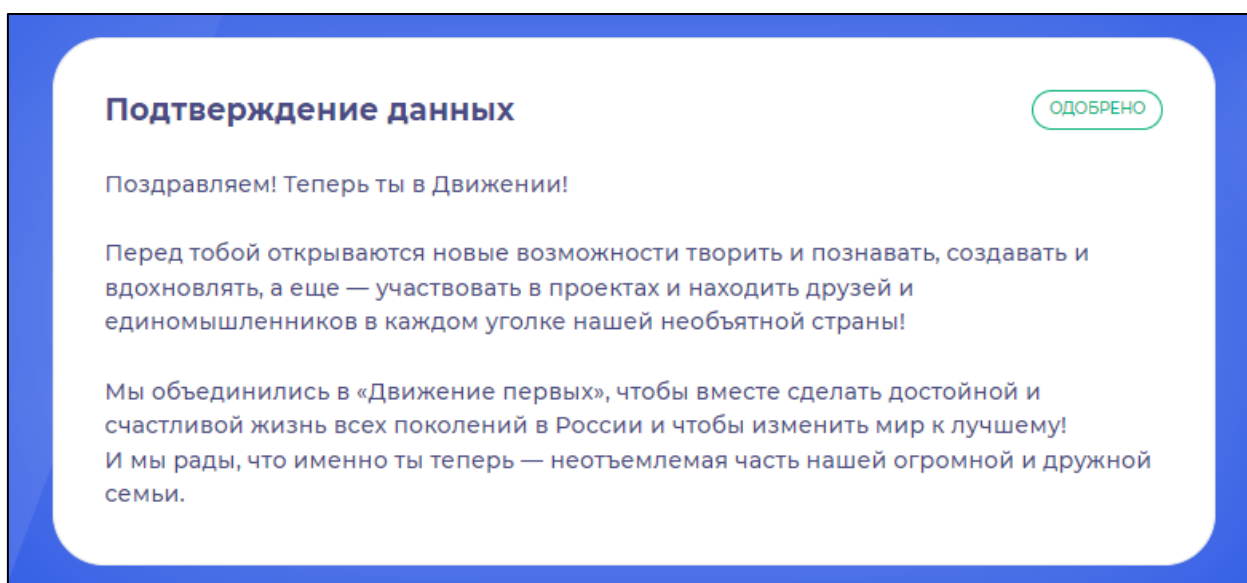 Подтверждение данных
ОДОБРЕНО
Поздравляем! Теперь ты в Движении!
Перед тобой открываются новые возможности творить и познавать, создавать и
вдохновлять, а еще — участвовать в проектах и находить друзей и
единомышленников в каждом уголке нашей необъятной страны!
Мы объединились в «Движение первых», чтобы вместе сделать достойной и
счастливой жизнь всех поколений в России и чтобы изменить мир к лучшему!
И мы рады, что именно ты теперь — неотъемлемая часть нашей огромной и дружной
семьи.